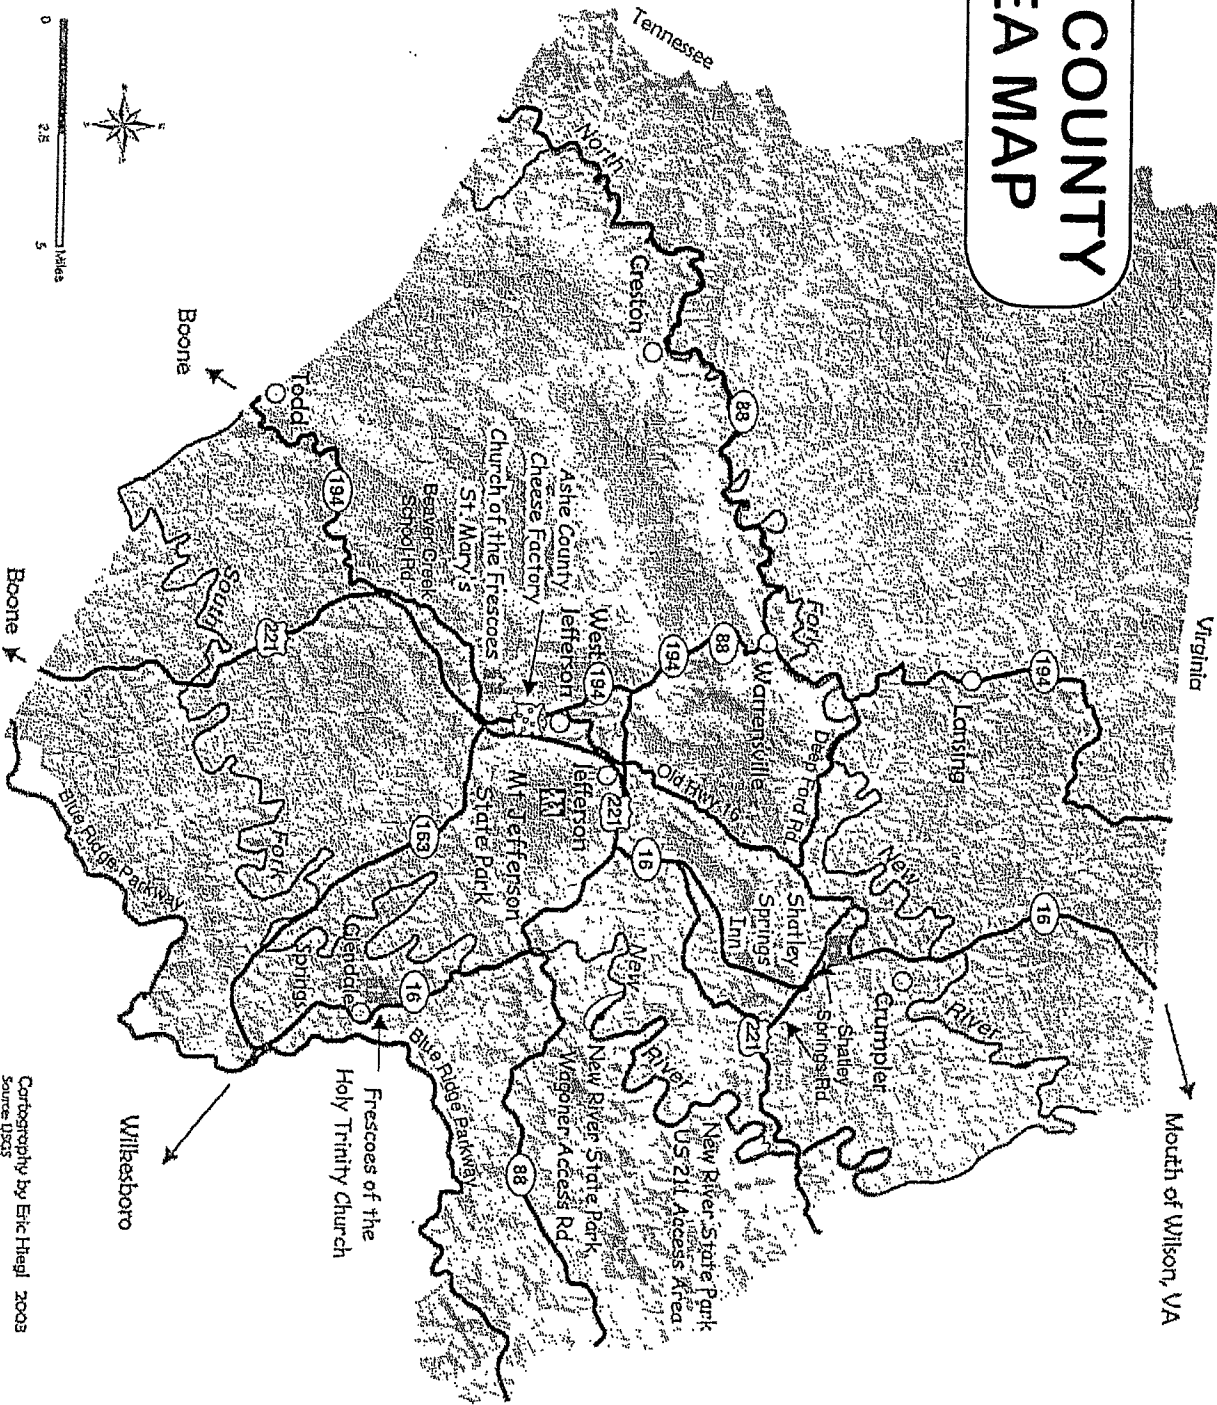 COUNTY
EA MAP
Tennessee
Virginia
Mouth of Wilson, VA
North
Creston
88
Fork
194
Lansing
Warrensville
88
194
Deep Ford Rd
New
16
Crumpler
River
Shatley
Springs Rd
Shatley
Springs
Inn
Old Hwy 16
West
Jefferson
194
Jefferson
221
16
221
Ashe County
Cheese Factory
Church of the Frescoes
St. Mary's
Beaver Creek
School Rd
Mt Jefferson
State Park
New
River
New River State Park
US 211 Access Area
New River State Park
Wagoner Access Rd
88
Todd
194
Boone
South
221
Fork
163
Glendale
Springs
16
Frescoes of the
Holy Trinity Church
Blue Ridge Parkway
Blue Ridge Parkway
Boone
Wilkesboro
0 2.5 5
Miles
Cartography by Eric Hiegl 2003
Source: USGS